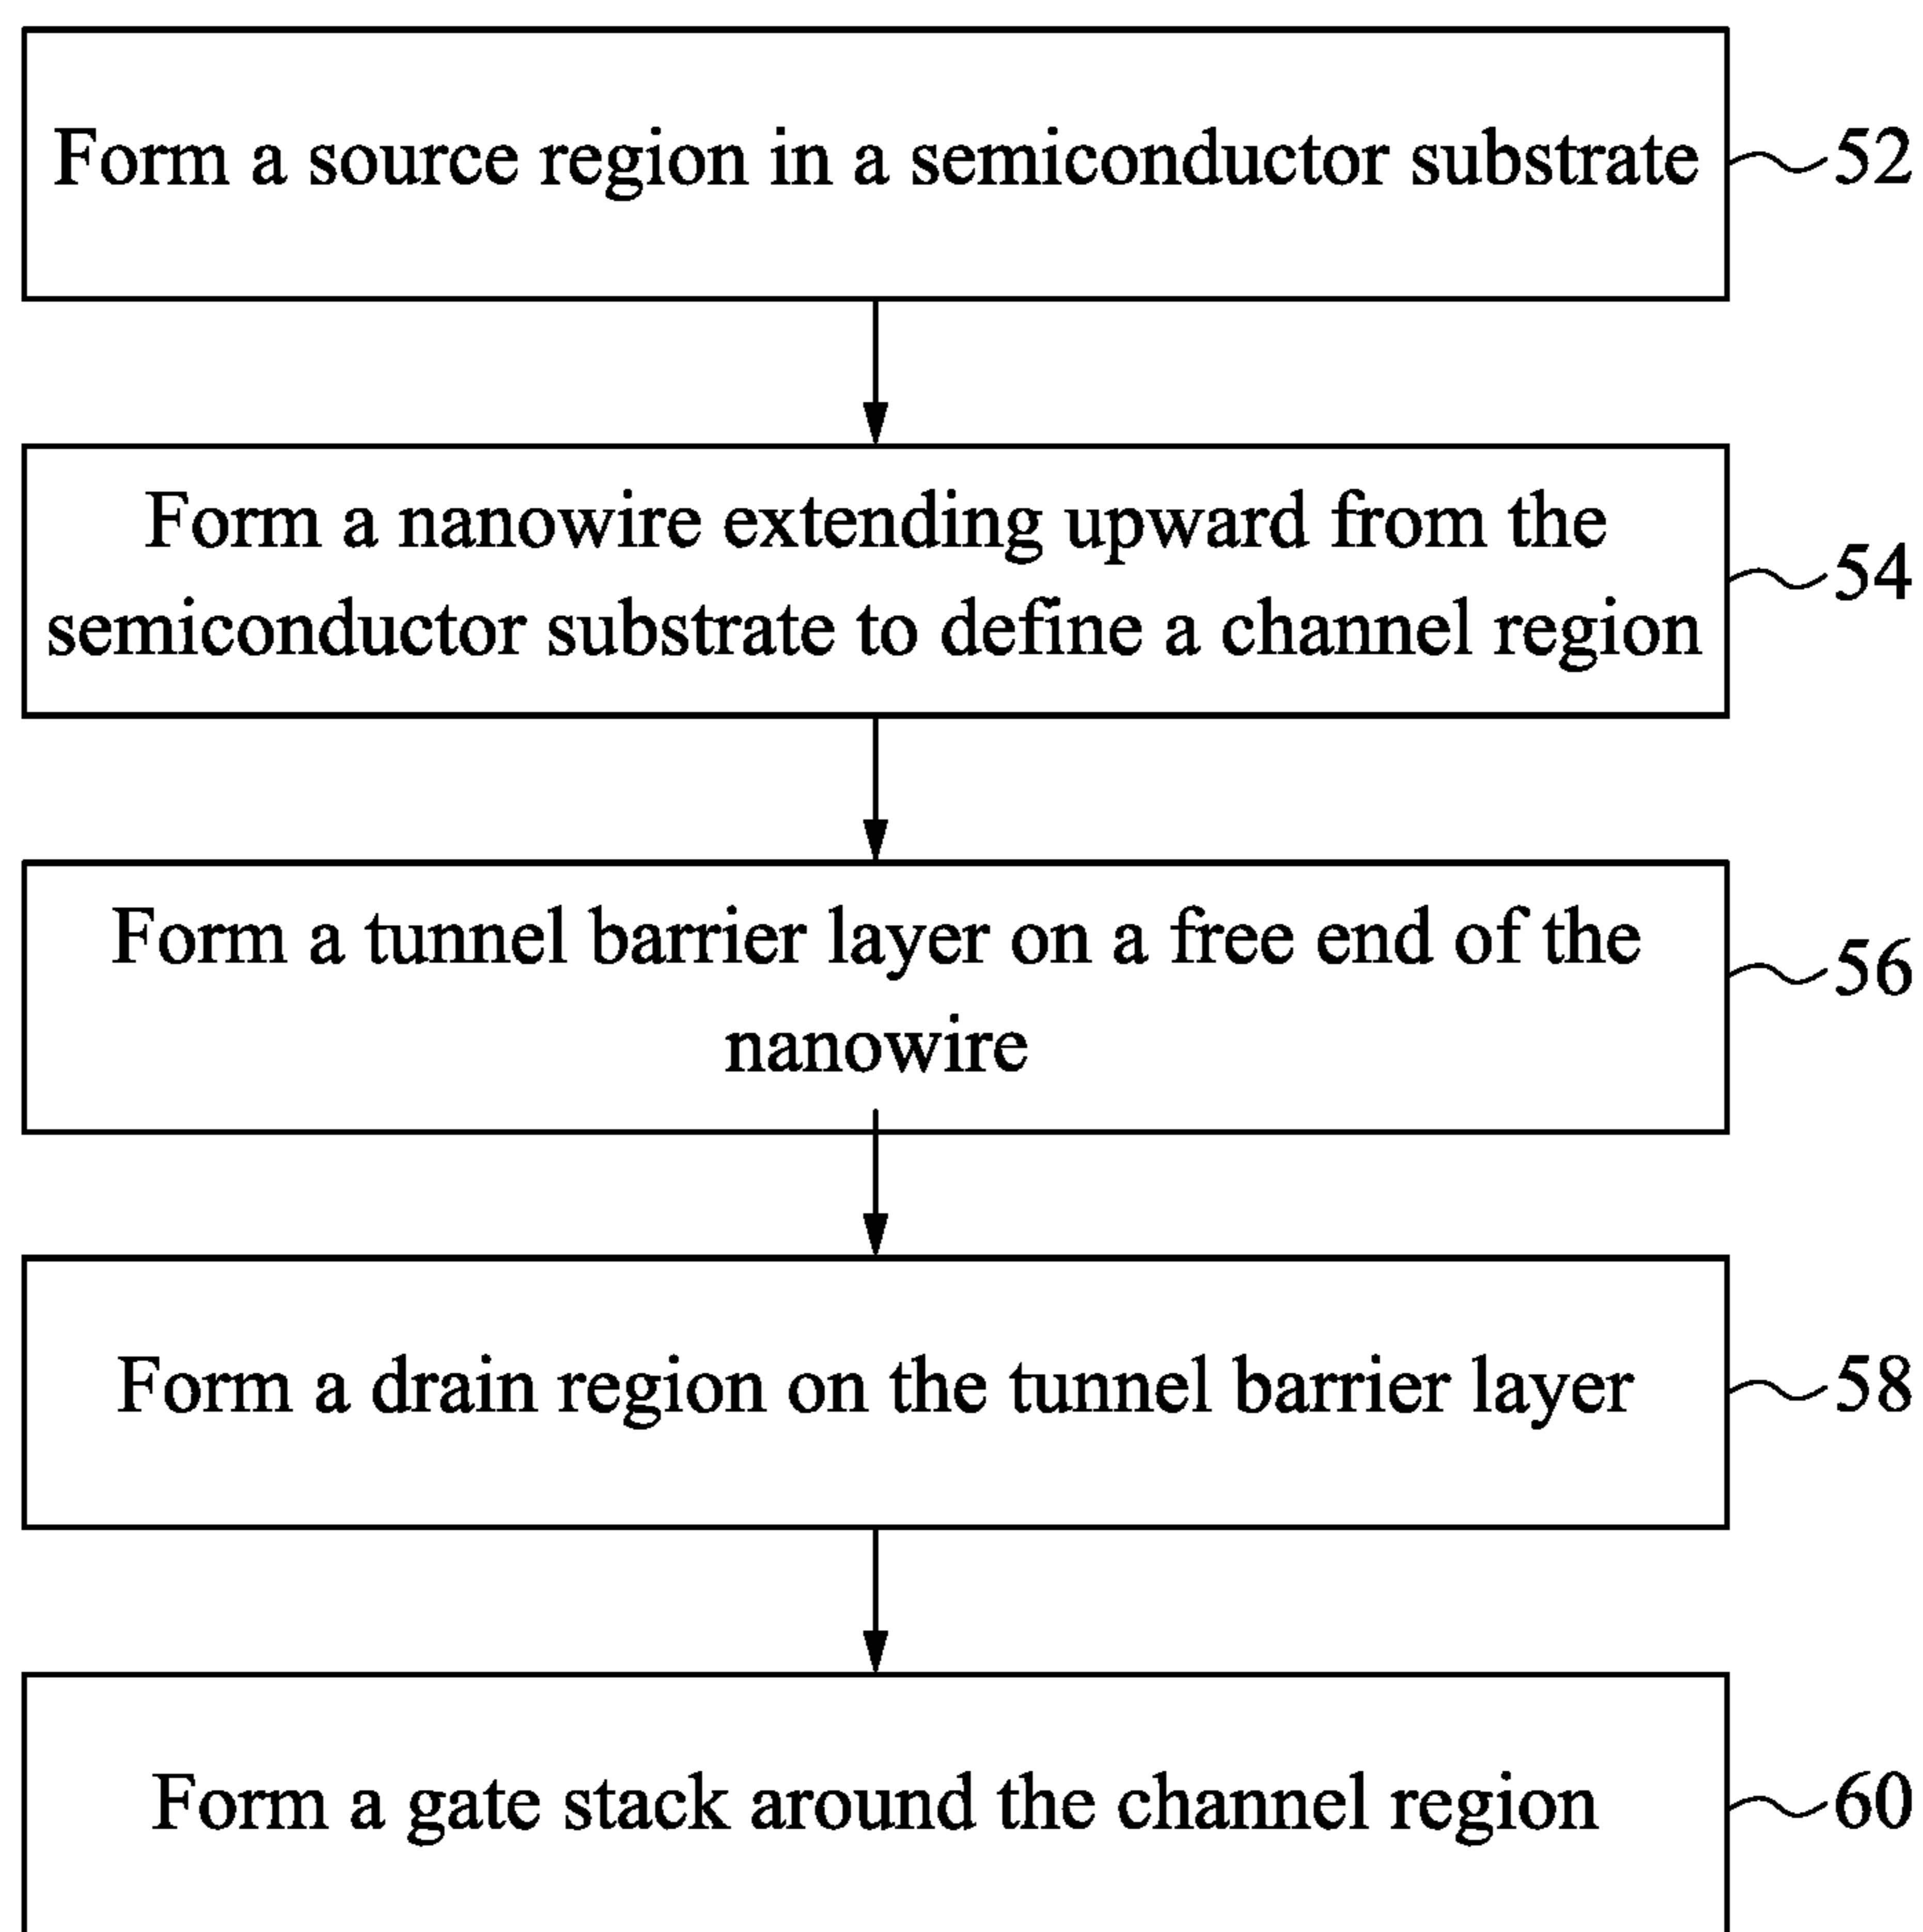 Form a source region in a semiconductor substrate
52
Form a nanowire extending upward from the
semiconductor substrate to define a channel region
54
Form a tunnel barrier layer on a free end of the
nanowire
56
Form a drain region on the tunnel barrier layer
58
Form a gate stack around the channel region
60